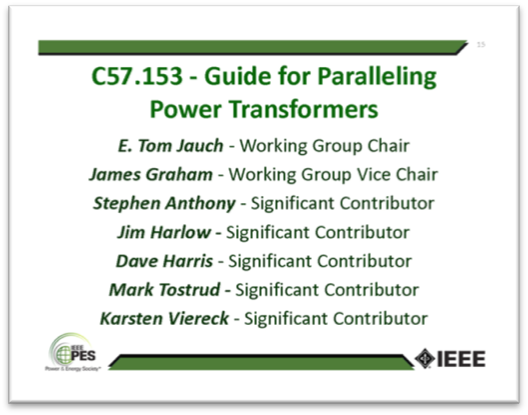 15
C57.153 - Guide for Paralleling
Power Transformers
E. Tom Jauch - Working Group Chair
James Graham - Working Group Vice Chair
Stephen Anthony - Significant Contributor
Jim Harlow - Significant Contributor
Dave Harris - Significant Contributor
Mark Tostrud - Significant Contributor
Karsten Viereck - Significant Contributor
IEEE
PES
Power & Energy Society®
IEEE